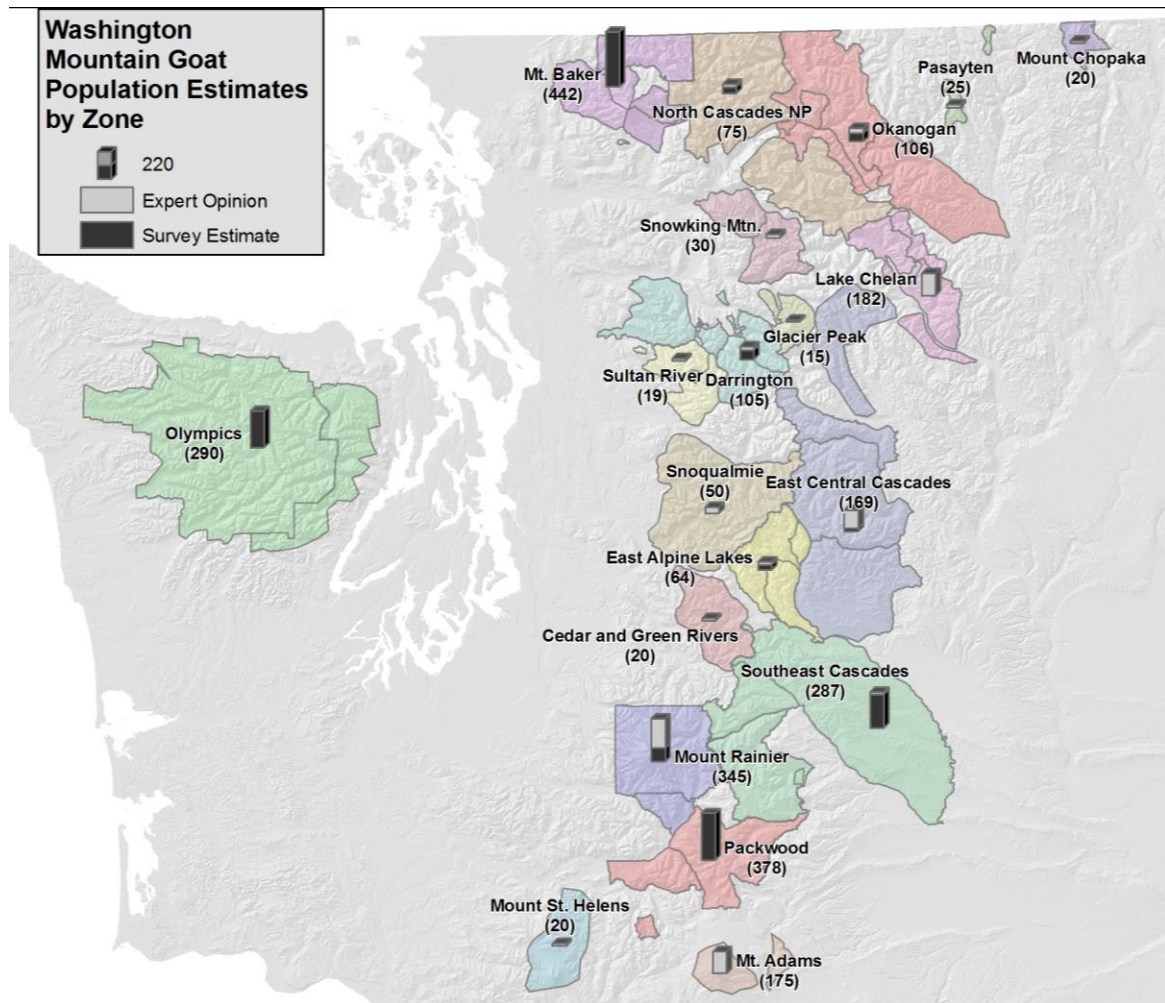 Washington
Mountain Goat
Population Estimates
by Zone
220
Expert Opinion
Survey Estimate
Mt. Baker
(442)
North Cascades NP
(75)
Pasayten
(25)
Mount Chopaka
(20)
Okanogan
(106)
Snowking Mtn.
(30)
Lake Chelan
(182)
Glacier Peak
(15)
Sultan River
(19)
Darrington
(105)
Olympics
(290)
Snoqualmie
(50)
East Central Cascades
(169)
East Alpine Lakes
(64)
Cedar and Green Rivers
(20)
Southeast Cascades
(287)
Mount Rainier
(345)
Packwood
(378)
Mount St. Helens
(20)
Mt. Adams
(175)